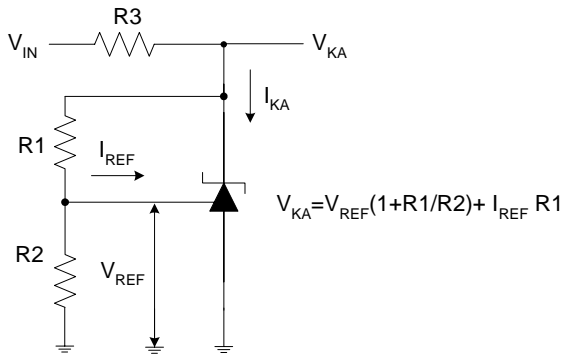 R3
V_IN
V_KA
I_KA
R1
I_REF
V_KA=V_REF(1+R1/R2)+ I_REF R1
R2
V_REF